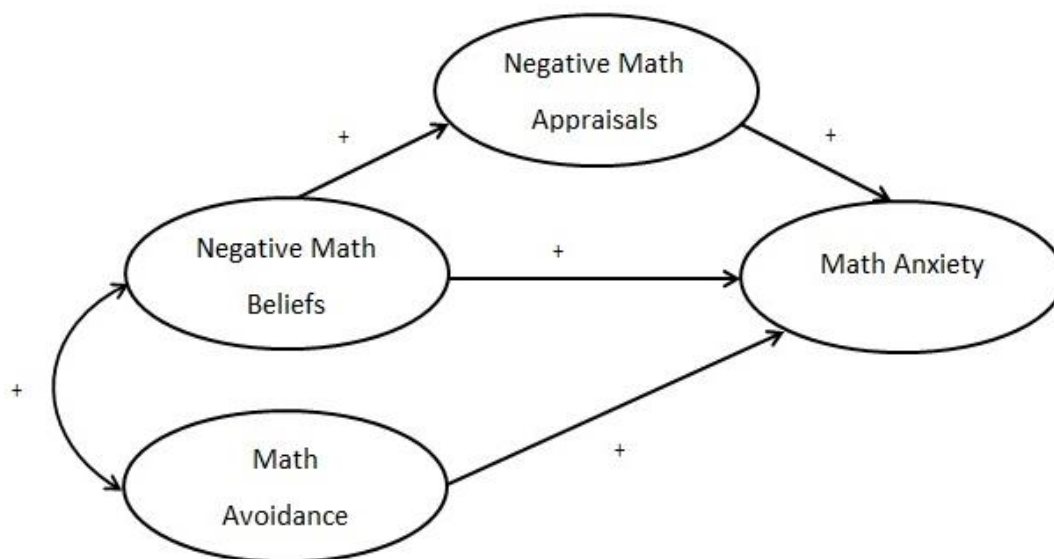 Negative Math
Appraisals
+
+
Negative Math
Beliefs
+
Math Anxiety
+
Math
Avoidance
+